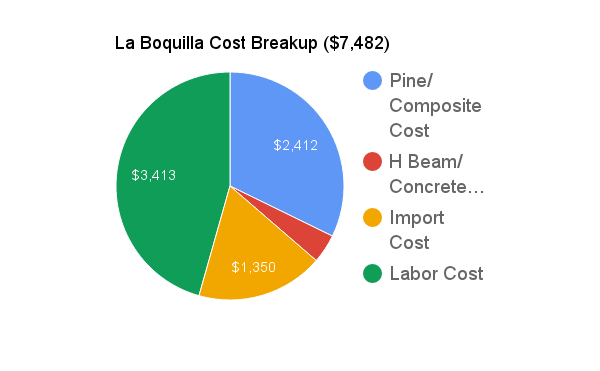 La Boquilla Cost Breakup ($7,482)
$2,412
$3,413
$1,350
Pine/
Composite
Cost
H Beam/
Concrete…
Import
Cost
Labor Cost